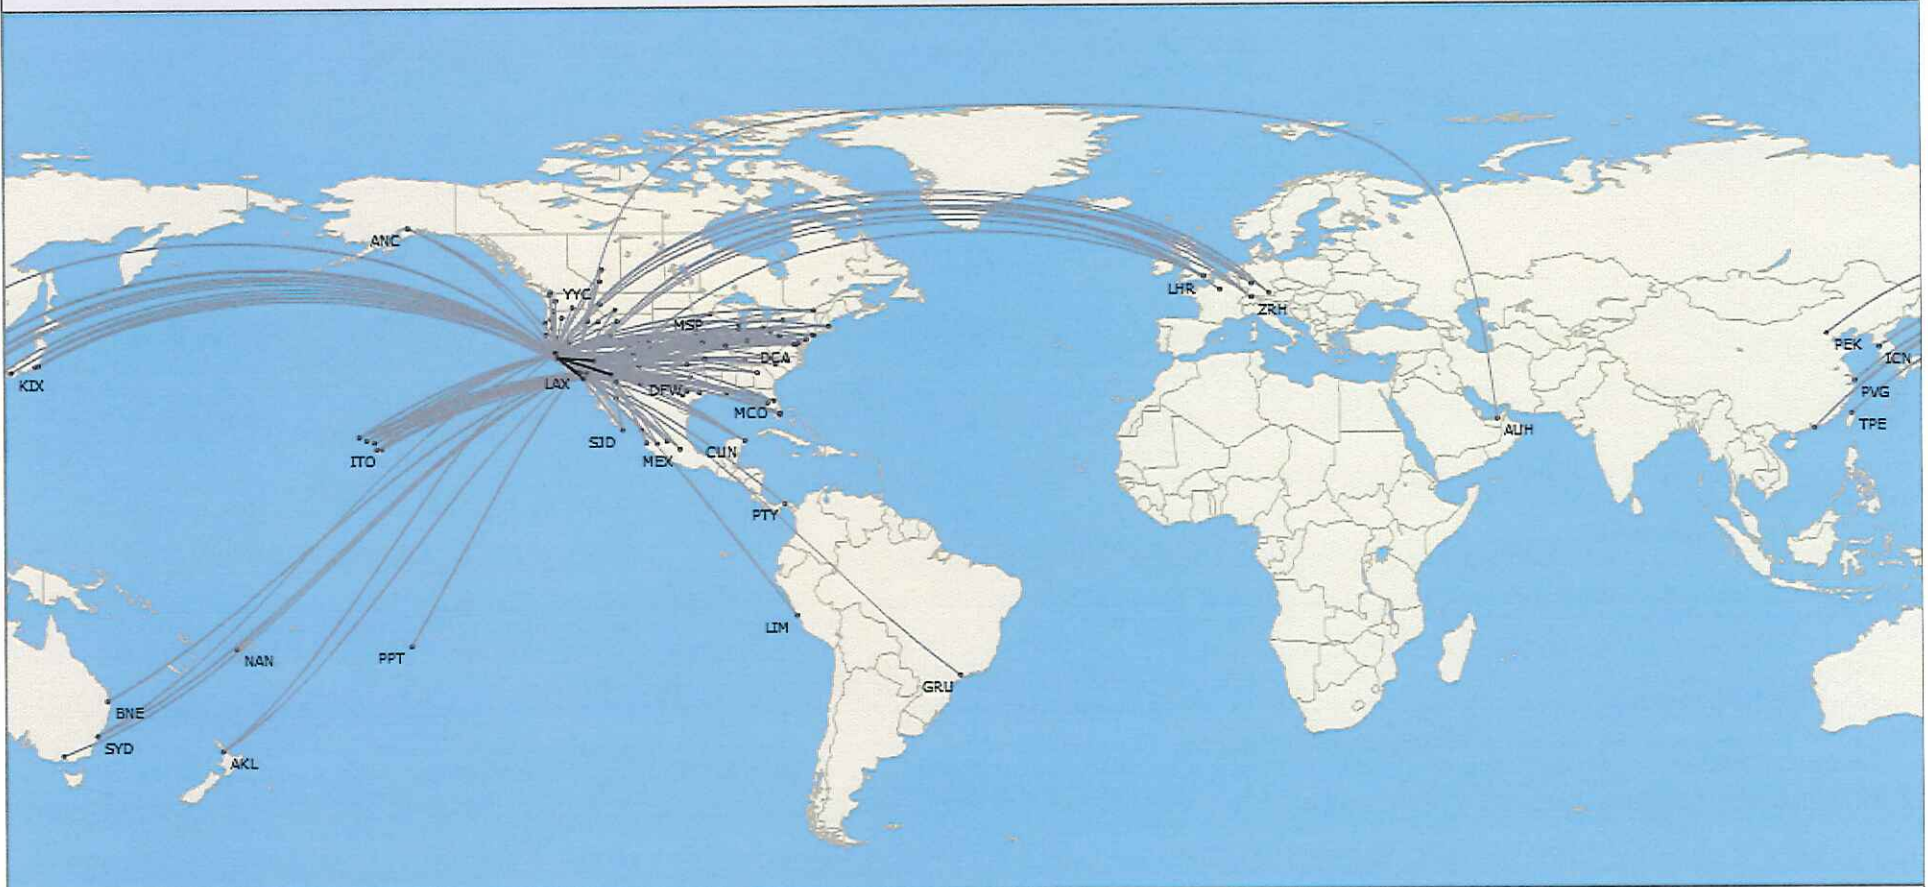 ANC
YYC
LHR
ZRH
MSP
DCA
PEK
ICN
KIX
LAX
DFW
PVG
MCO
TPE
AUH
SJD
CUN
ITO
MEX
PTY
LIM
NAN
PPT
GRU
BNE
SYD
AKL